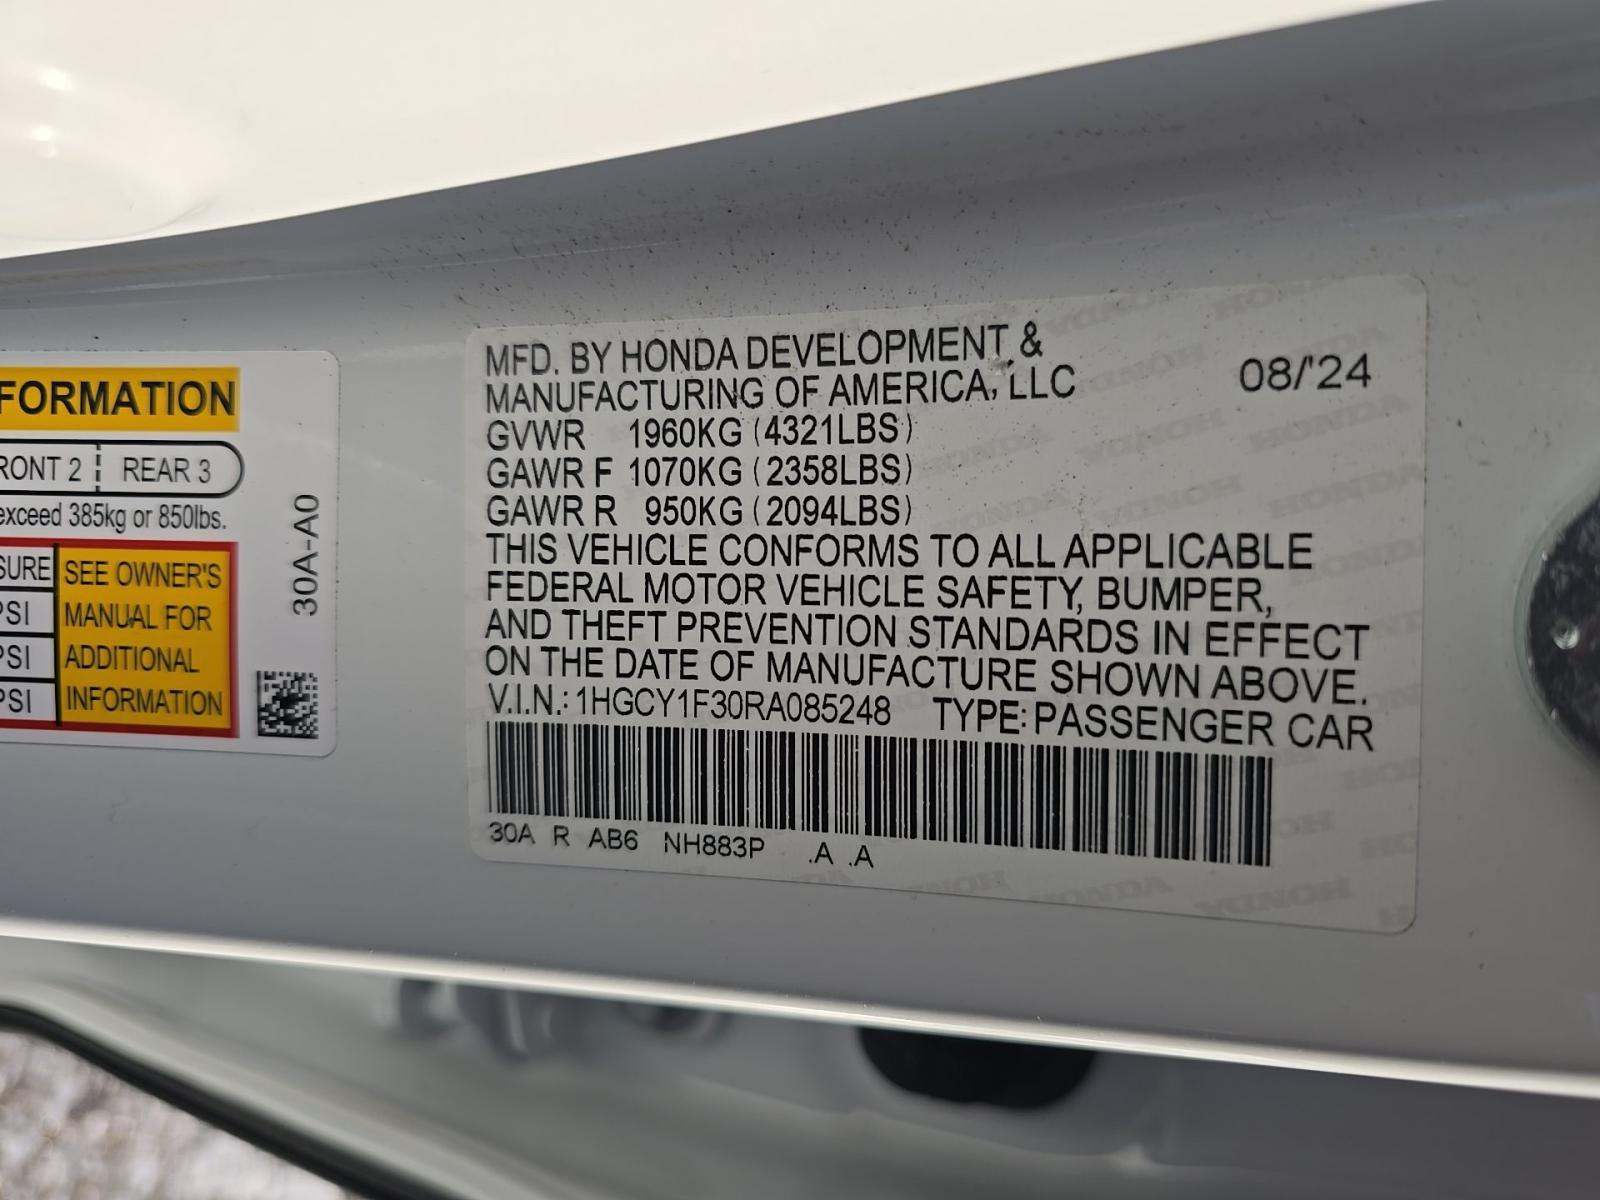 FORMATION
RONT 2 REAR 3
exceed 385kg or 850lbs.
SURE
PSI
PSI
PSI
SEE OWNER'S
MANUAL FOR
ADDITIONAL
INFORMATION
30A-A0
MFD. BY HONDA DEVELOPMENT &
MANUFACTURING OF AMERICA, LLC 08/'24
GVWR 1960KG (4321LBS)
GAWR F 1070KG (2358LBS)
GAWR R 950KG (2094LBS)
THIS VEHICLE CONFORMS TO ALL APPLICABLE
FEDERAL MOTOR VEHICLE SAFETY, BUMPER,
AND THEFT PREVENTION STANDARDS IN EFFECT
ON THE DATE OF MANUFACTURE SHOWN ABOVE.
V.I.N.: 1HGCY1F30RA085248 TYPE: PASSENGER CAR
30A R AB6 NH883P .A .A